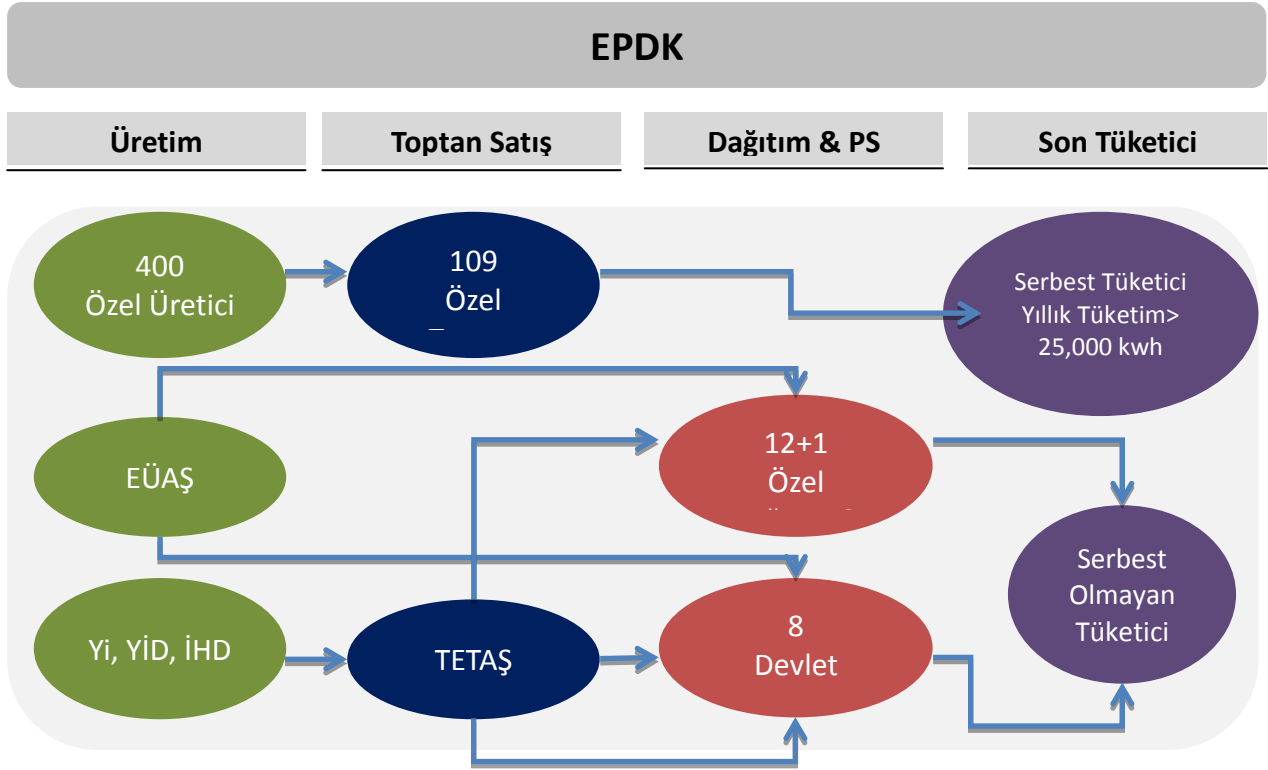 EPDK
Üretim
Toptan Satış
Dağıtım & PS
Son Tüketici
400
Özel Üretici
109
Özel
Serbest Tüketici
Yıllık Tüketim>
25,000 kwh
EÜAŞ
12+1
Özel
Serbest
Olmayan
Tüketici
Yi, YİD, İHD
TETAŞ
8
Devlet